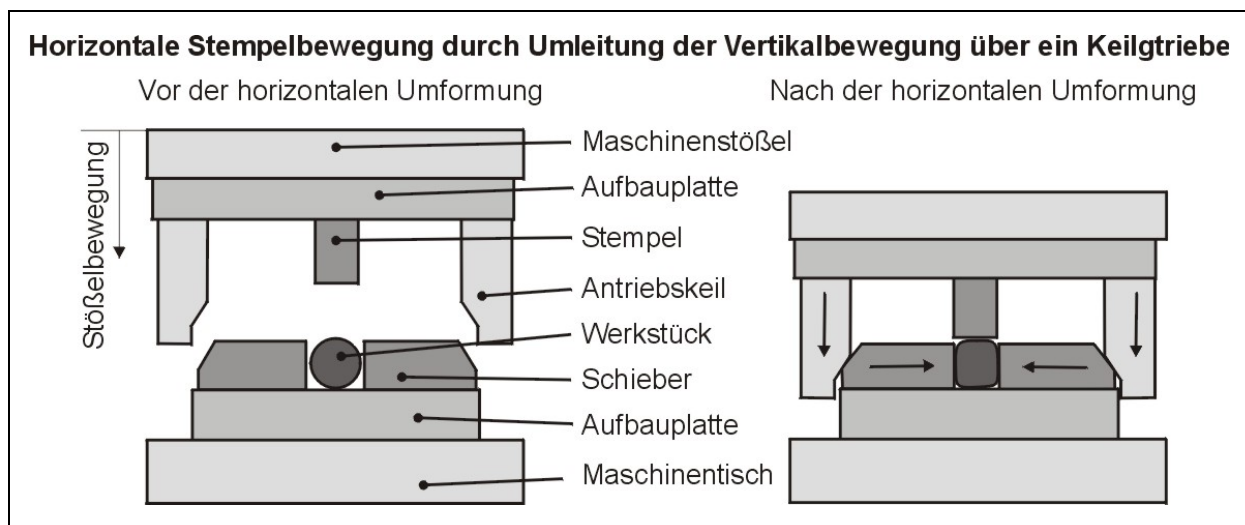 Horizontale Stempelbewegung durch Umleitung der Vertikalbewegung über ein Keilgtriebe
Vor der horizontalen Umformung
Nach der horizontalen Umformung
Stößelbewegung
Maschinenstößel
Aufbauplatte
Stempel
Antriebskeil
Werkstück
Schieber
Aufbauplatte
Maschinentisch